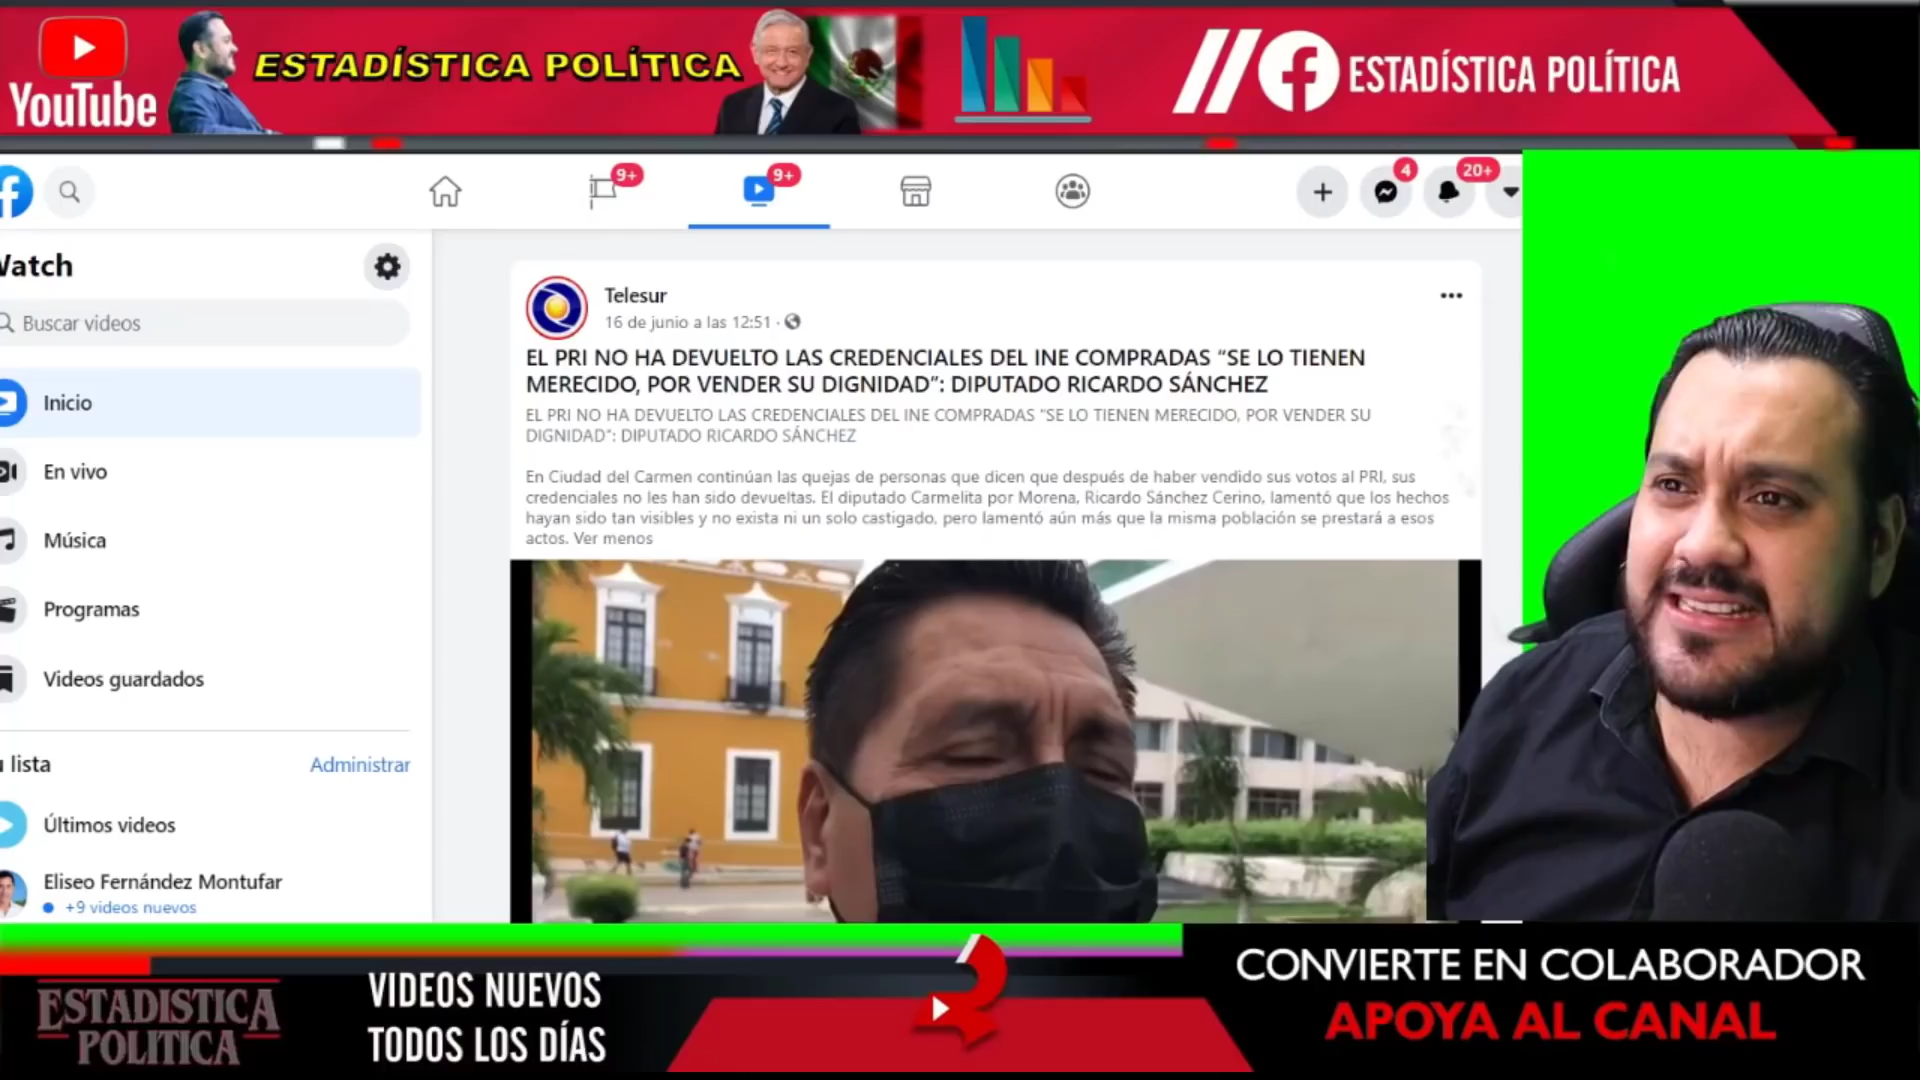 YouTube
ESTADÍSTICA POLÍTICA
ESTADÍSTICA POLÍTICA
9+
9+
4
20+
Watch
Buscar videos
Inicio
En vivo
Música
Programas
Videos guardados
lista
Administrar
Últimos videos
Eliseo Fernández Montufar
+9 videos nuevos
Telesur
16 de junio a las 12:51 ·
EL PRI NO HA DEVUELTO LAS CREDENCIALES DEL INE COMPRADAS “SE LO TIENEN
MERECIDO, POR VENDER SU DIGNIDAD”: DIPUTADO RICARDO SÁNCHEZ
EL PRI NO HA DEVUELTO LAS CREDENCIALES DEL INE COMPRADAS “SE LO TIENEN MERECIDO, POR VENDER SU
DIGNIDAD”: DIPUTADO RICARDO SÁNCHEZ
En Ciudad del Carmen continúan las quejas de personas que dicen que después de haber vendido sus votos al PRI, sus
credenciales no les han sido devueltas. El diputado Carmelita por Morena, Ricardo Sánchez Cerino, lamentó que los hechos
hayan sido tan visibles y no exista ni un solo castigado, pero lamentó aún más que la misma población se prestará a esos
actos. Ver menos
ESTADISTICA
POLITICA
VIDEOS NUEVOS
TODOS LOS DÍAS
CONVIERTE EN COLABORADOR
APOYA AL CANAL